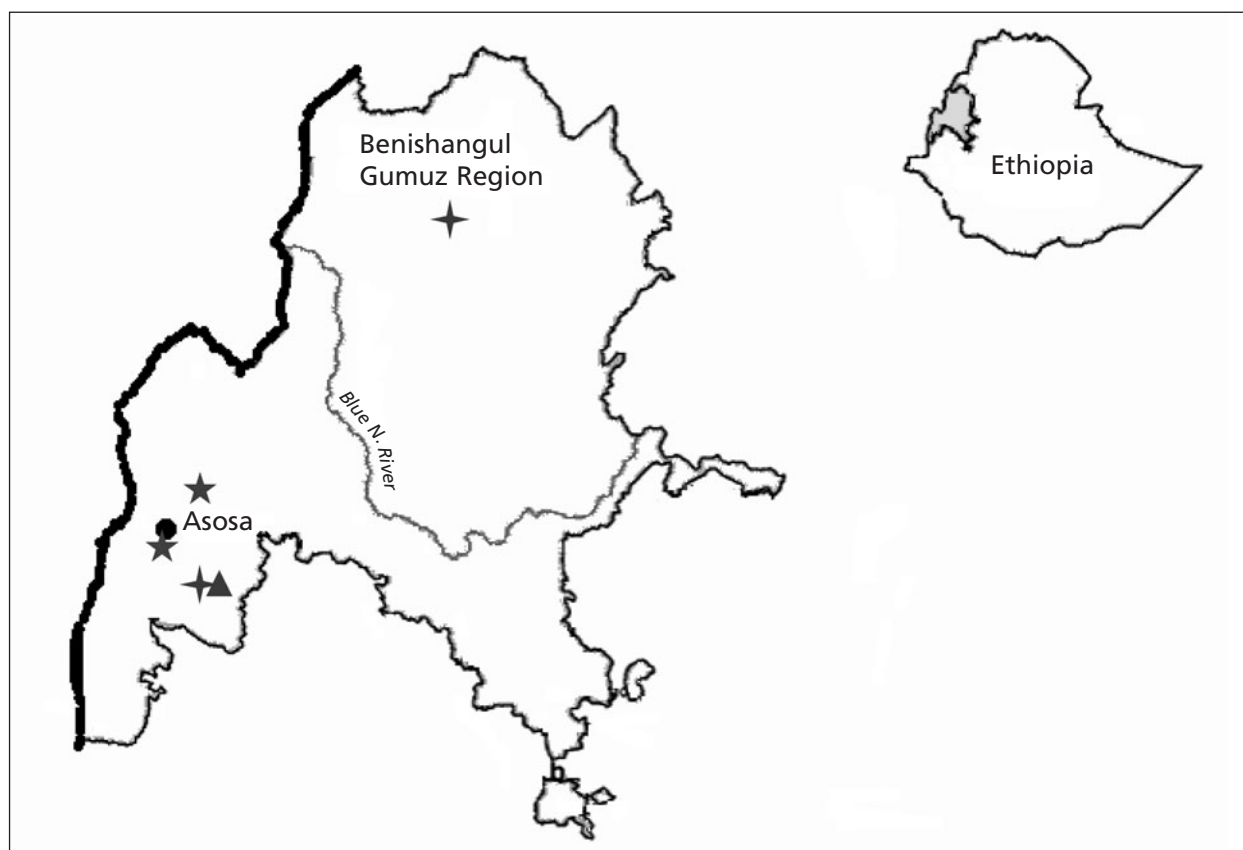 Benishangul
Gumuz Region
Ethiopia
Blue N. River
Asosa